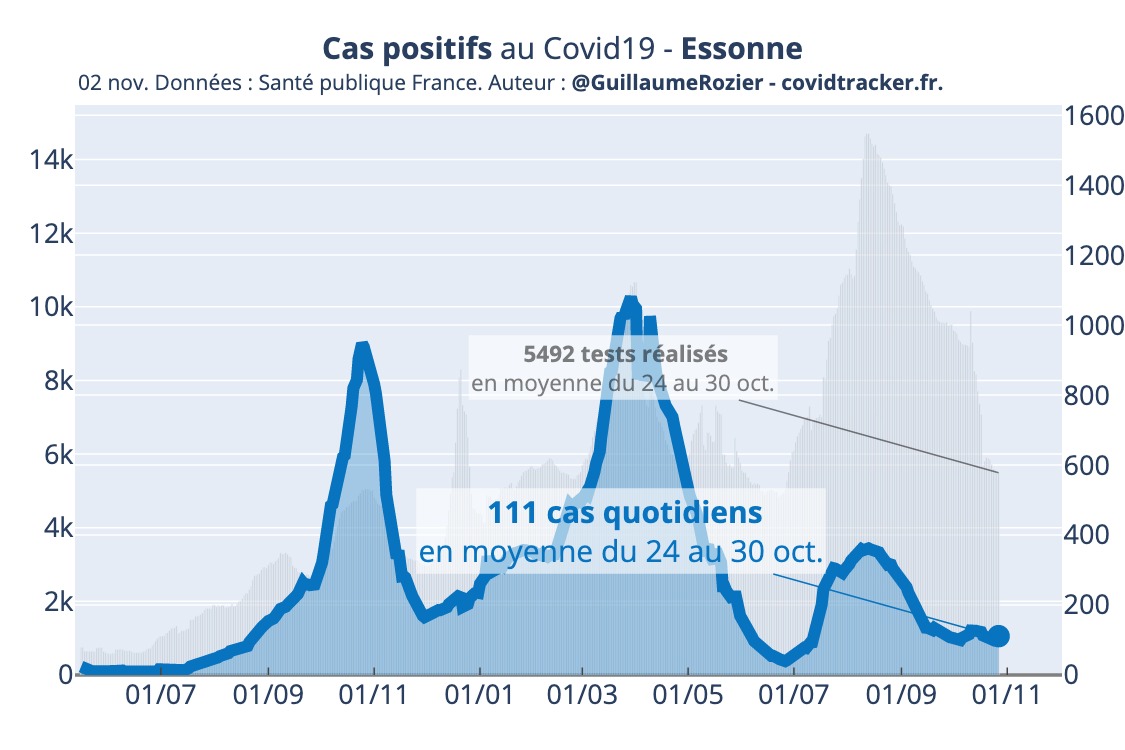 Cas positifs au Covid19 - Essonne
02 nov. Données : Santé publique France. Auteur : @GuillaumeRozier - covidtracker.fr.
1600
14k
1400
12k
1200
10k
1000
5492 tests réalisés
en moyenne du 24 au 30 oct.
8k
800
6k
600
111 cas quotidiens
en moyenne du 24 au 30 oct.
4k
400
2k
200
0
0
01/07 01/09 01/11 01/01 01/03 01/05 01/07 01/09 01/11